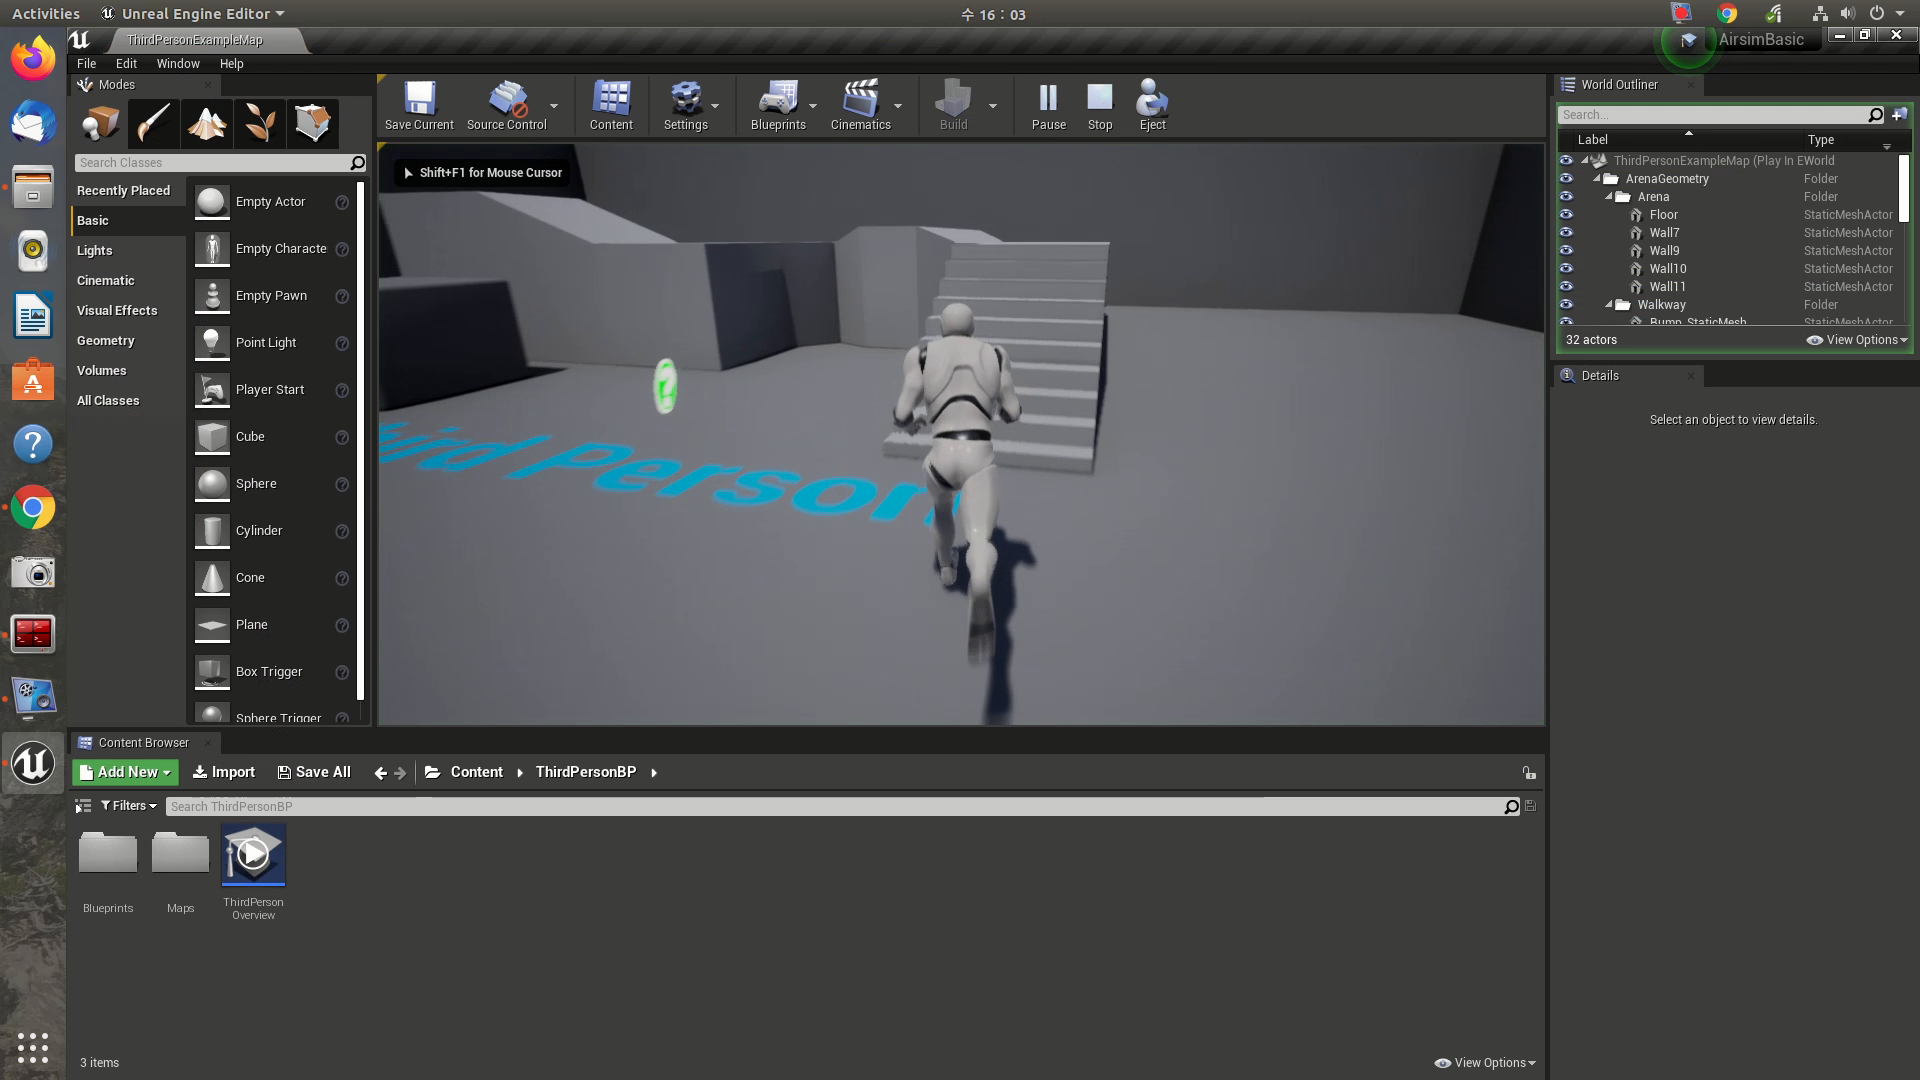 Activities
Unreal Engine Editor
수 16 : 03
ThirdPersonExampleMap
AirsimBasic
File Edit Window Help
Modes
Search Classes
Recently Placed
Basic
Lights
Cinematic
Visual Effects
Geometry
Volumes
All Classes
Empty Actor
Empty Characte
Empty Pawn
Point Light
Player Start
Cube
Sphere
Cylinder
Cone
Plane
Box Trigger
Sphere Trigger
Save Current
Source Control
Content
Settings
Blueprints
Cinematics
Build
Pause
Stop
Eject
Shift+F1 for Mouse Cursor
ird Person
World Outliner
Search...
Label Type
ThirdPersonExampleMap (Play In E World
ArenaGeometry Folder
Arena Folder
Floor StaticMeshActor
Wall7 StaticMeshActor
Wall9 StaticMeshActor
Wall10 StaticMeshActor
Wall11 StaticMeshActor
Walkway Folder
Bump_StaticMesh StaticMeshActor
32 actors
View Options
Details
Select an object to view details.
Content Browser
Add New
Import
Save All
Content
ThirdPersonBP
Filters
Search ThirdPersonBP
Blueprints
Maps
ThirdPerson
Overview
3 items
View Options